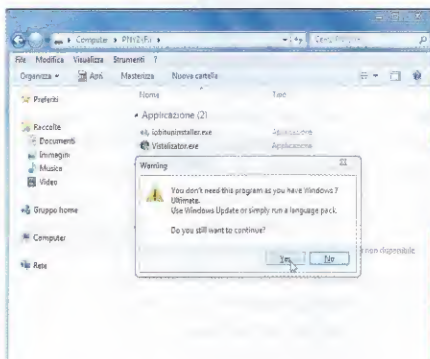 Computer ▸ PNY2 (F:) ▸
File Modifica Visualizza Strumenti ?
Organizza Apri Masterizza Nuova cartella
Preferiti
Raccolte
Documenti
Immagini
Musica
Video
Gruppo home
Computer
Rete
Nome Tipo
Applicazione (2)
iobituninstaller.exe Applicazione
Vistalizator.exe Applicazione
Warning
You don't need this program as you have Windows 7
Ultimate.
Use Windows Update or simply run a language pack.
Do you still want to continue?
Yes No
non disponibile